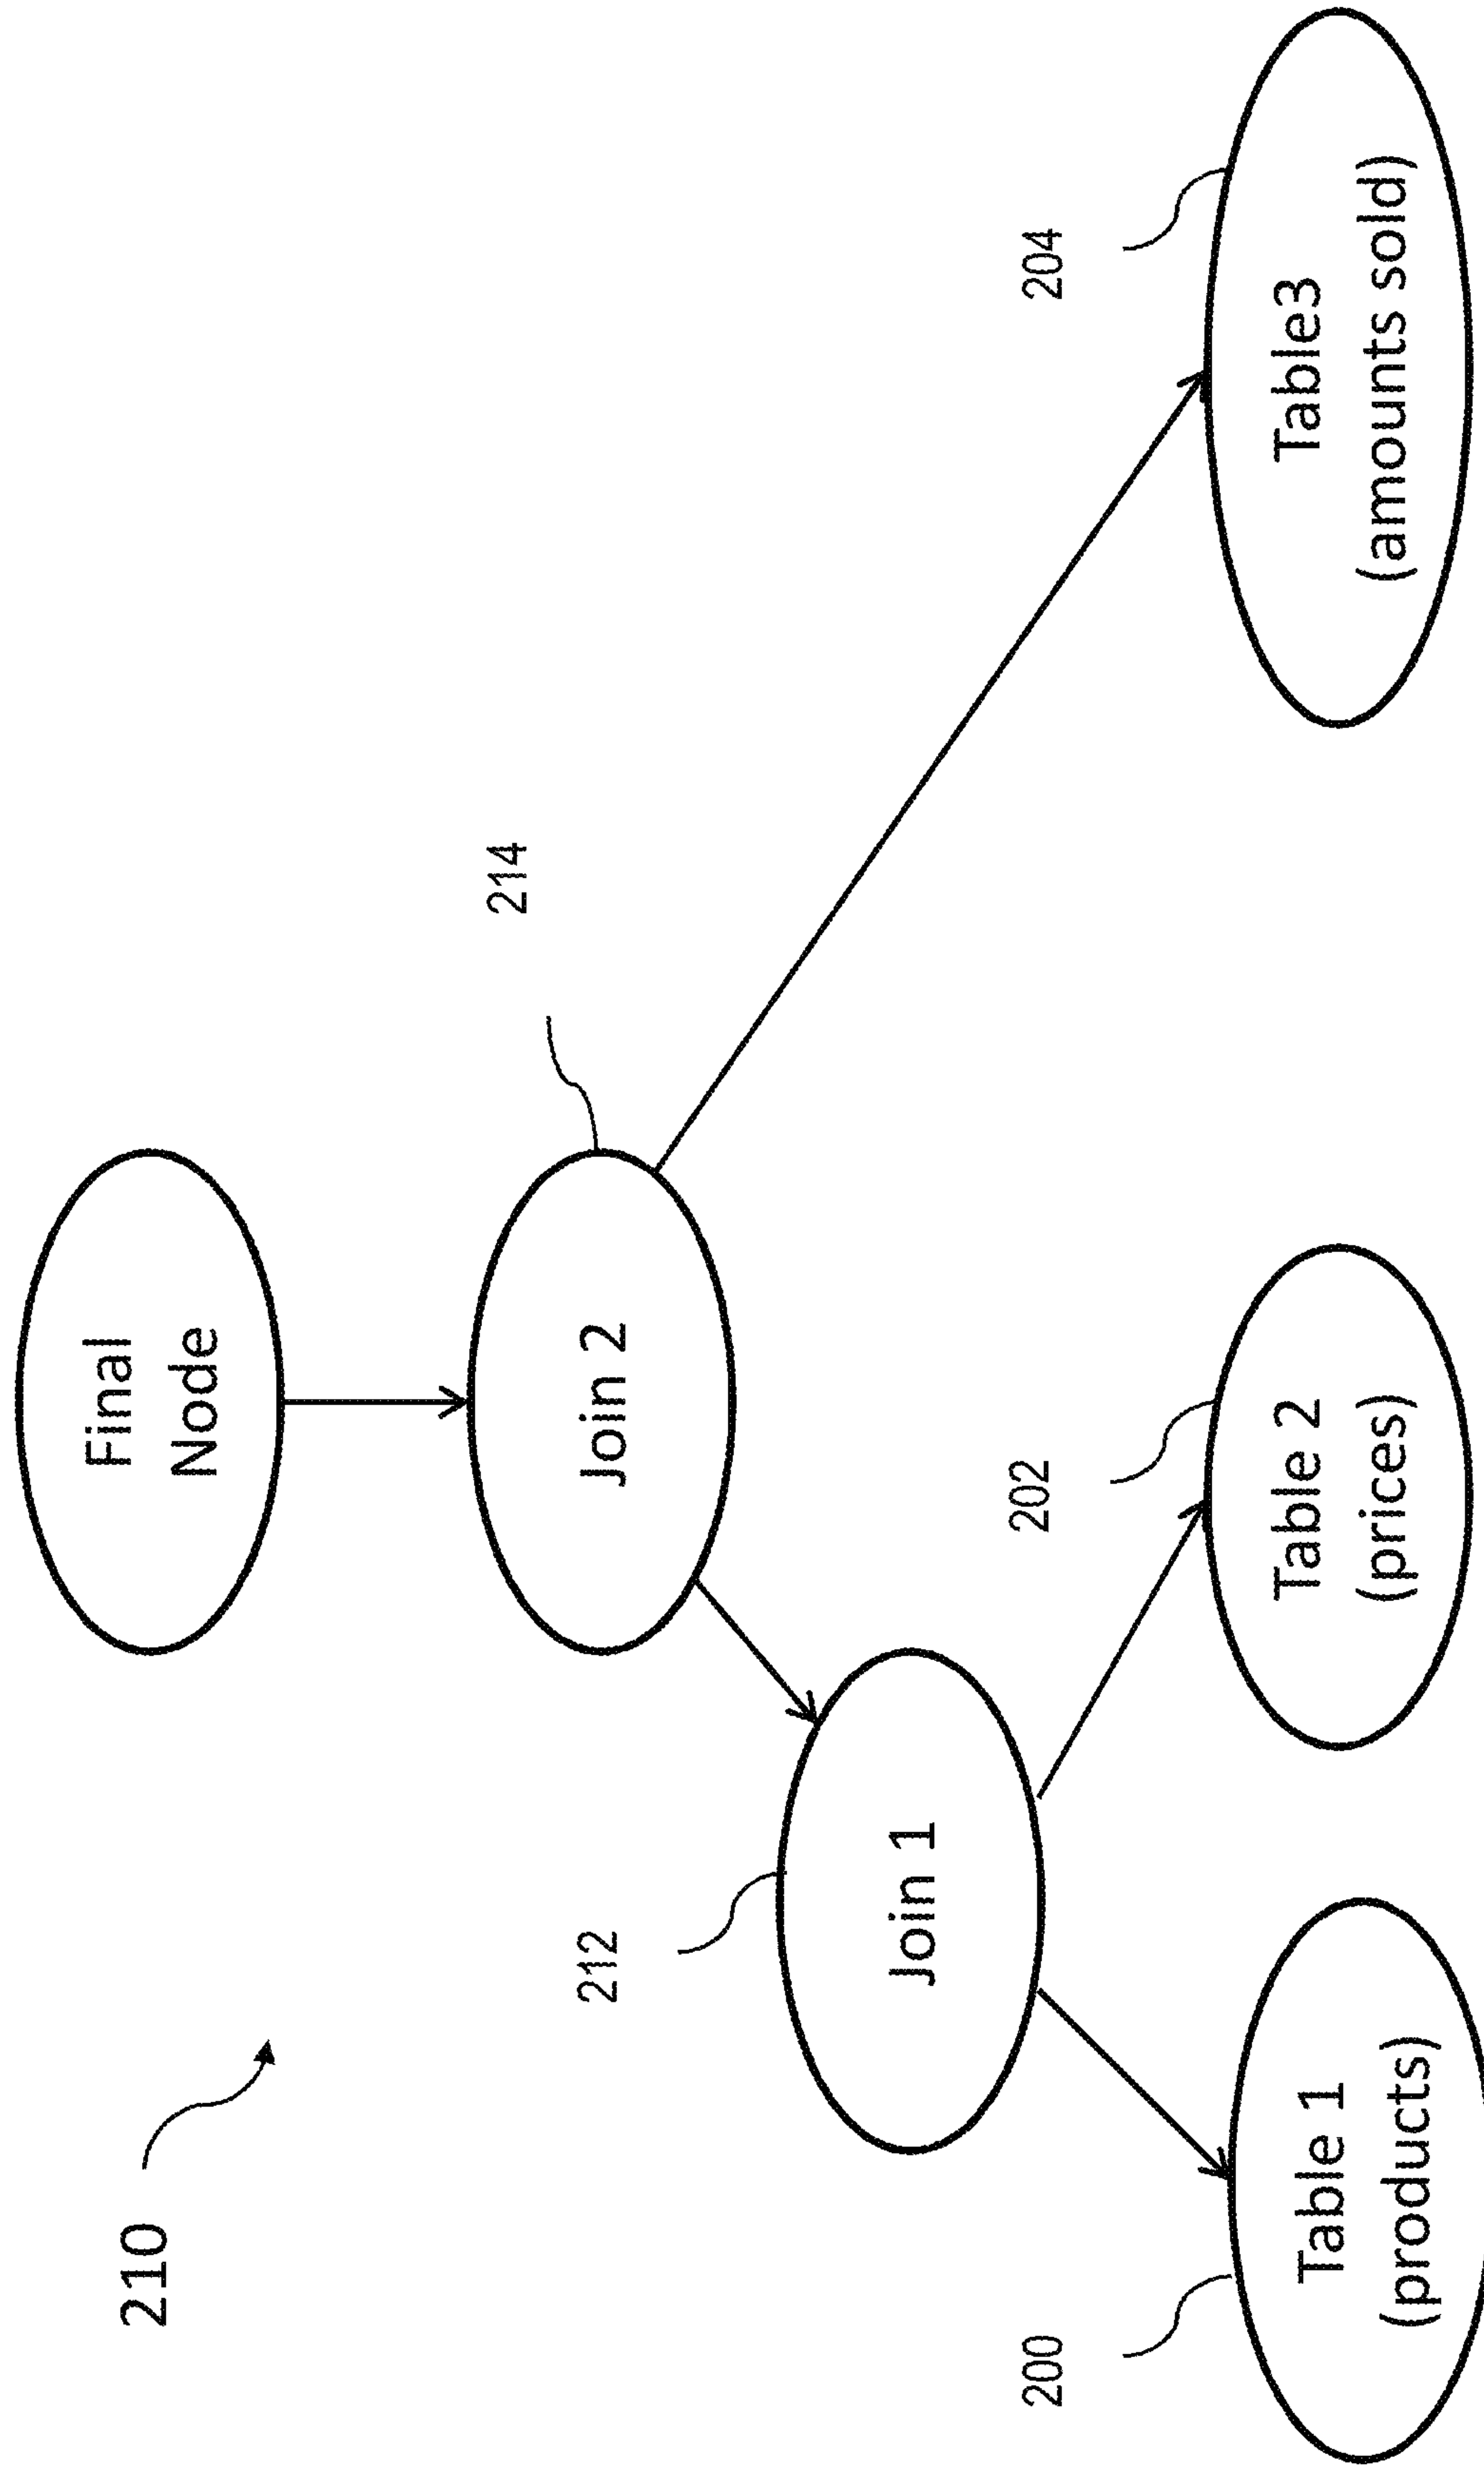 210
Final
Node
214
Join 2
212
Join 1
200
Table 1
(products)
202
Table 2
(prices)
204
Table3
(amounts sold)